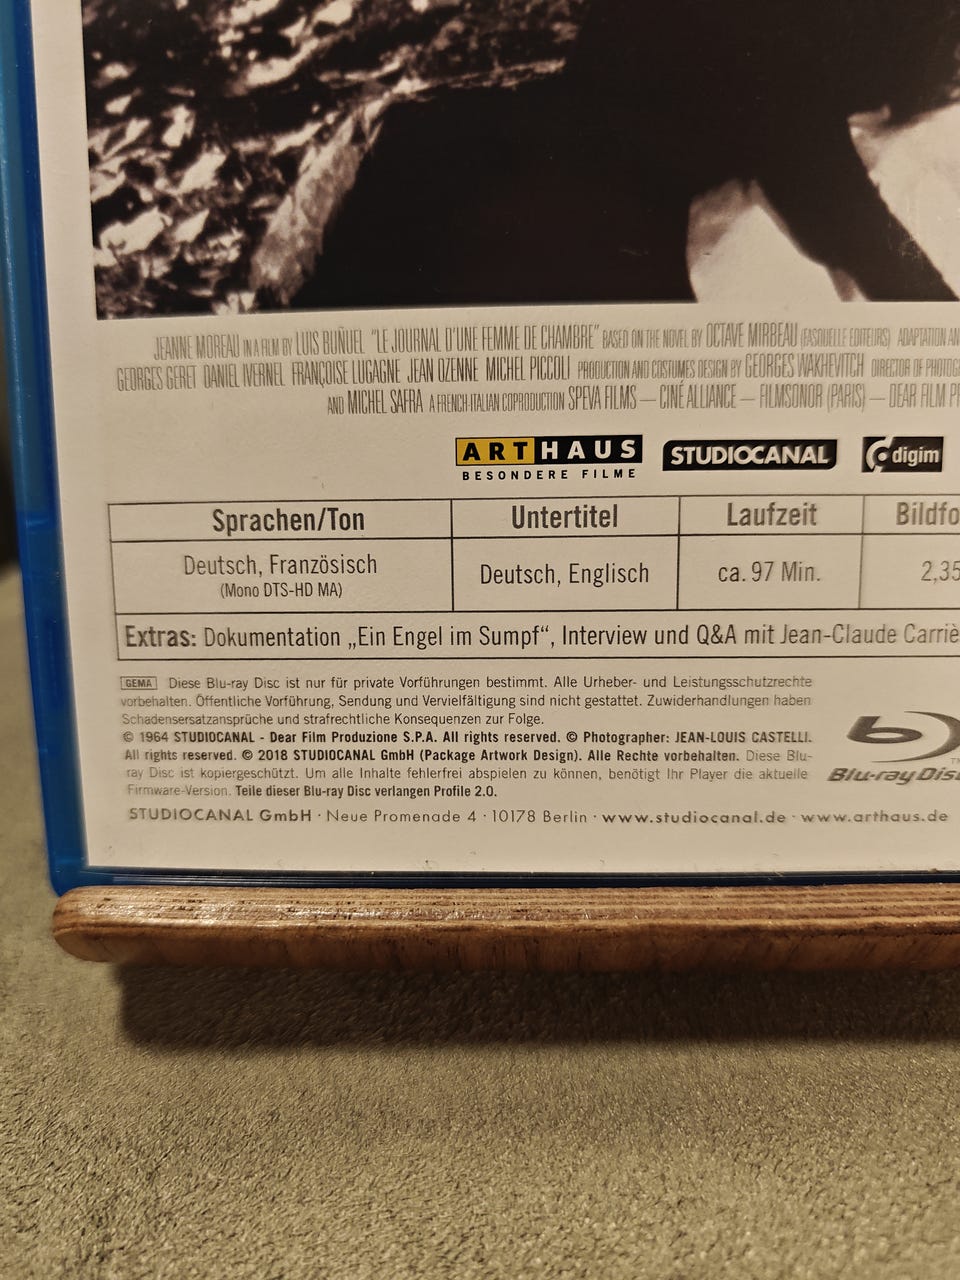 JEANNE MOREAU IN A FILM BY LUIS BUÑUEL "LE JOURNAL D'UNE FEMME DE CHAMBRE" BASED ON THE NOVEL BY OCTAVE MIRBEAU (FASQUELLE EDITEURS) ADAPTATION AN
GEORGES GERET DANIEL IVERNEL FRANÇOISE LUGAGNE JEAN OZENNE MICHEL PICCOLI PRODUCTION AND COSTUMES DESIGN BY GEORGES WAKHEVITCH DIRECTOR OF PHOTOG
AND MICHEL SAFRA A FRENCH-ITALIAN COPRODUCTION SPEVA FILMS — CINÉ ALLIANCE — FILMSONOR (PARIS) — DEAR FILM PR
ARTHAUS
BESONDERE FILME
STUDIOCANAL
digim
Sprachen/Ton Untertitel Laufzeit Bildfo
Deutsch, Französisch Deutsch, Englisch ca. 97 Min. 2,35
(Mono DTS-HD MA)
Extras: Dokumentation „Ein Engel im Sumpf“, Interview und Q&A mit Jean-Claude Carriè
GEMA Diese Blu-ray Disc ist nur für private Vorführungen bestimmt. Alle Urheber- und Leistungsschutzrechte
vorbehalten. Öffentliche Vorführung, Sendung und Vervielfältigung sind nicht gestattet. Zuwiderhandlungen haben
Schadensersatzansprüche und strafrechtliche Konsequenzen zur Folge.
© 1964 STUDIOCANAL - Dear Film Produzione S.P.A. All rights reserved. © Photographer: JEAN-LOUIS CASTELLI.
All rights reserved. © 2018 STUDIOCANAL GmbH (Package Artwork Design). Alle Rechte vorbehalten. Diese Blu-
ray Disc ist kopiergeschützt. Um alle Inhalte fehlerfrei abspielen zu können, benötigt Ihr Player die aktuelle
Firmware-Version. Teile dieser Blu-ray Disc verlangen Profile 2.0.
Blu-ray Disc
TM
STUDIOCANAL GmbH · Neue Promenade 4 · 10178 Berlin · www.studiocanal.de · www.arthaus.de